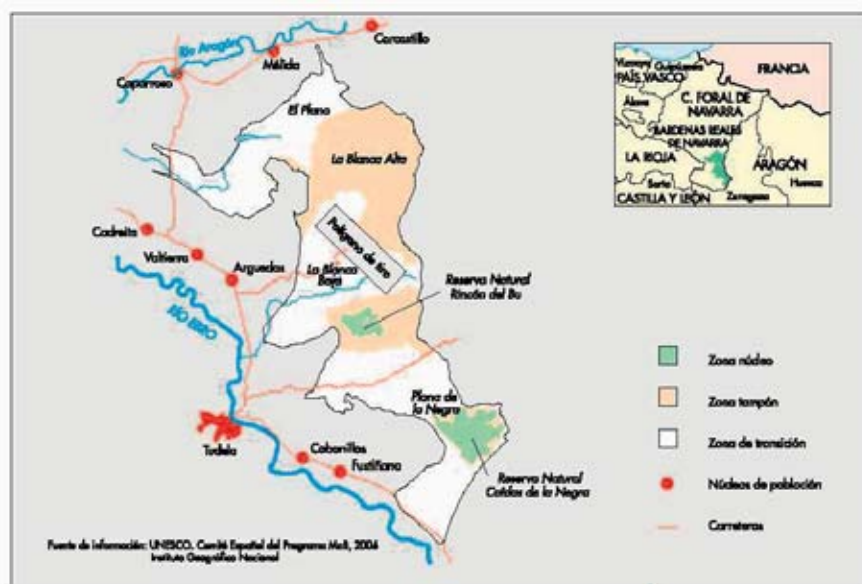 Río Aragón
Carcastillo
Mélida
Caparroso
El Plano
La Blanca Alta
Polígono de tiro
Cadreita
Valtierra
Arguedas
La Blanca
Baja
Reserva Natural
Rincón del Bu
RÍO EBRO
Plana de
la Negra
Tudela
Cabanillas
Fustiñana
Reserva Natural
Caídas de la Negra
Fuente de información: UNESCO. Comité Español del Programa MaB, 2006
Instituto Geográfico Nacional
Vizcaya
Guipúzcoa
FRANCIA
PAÍS VASCO
Álava
C. FORAL DE
NAVARRA
BARDENAS REALES
DE NAVARRA
LA RIOJA
ARAGÓN
Soria
Huesca
CASTILLA Y LEÓN
Zaragoza
Zona núcleo
Zona tampón
Zona de transición
Núcleos de población
Carreteras